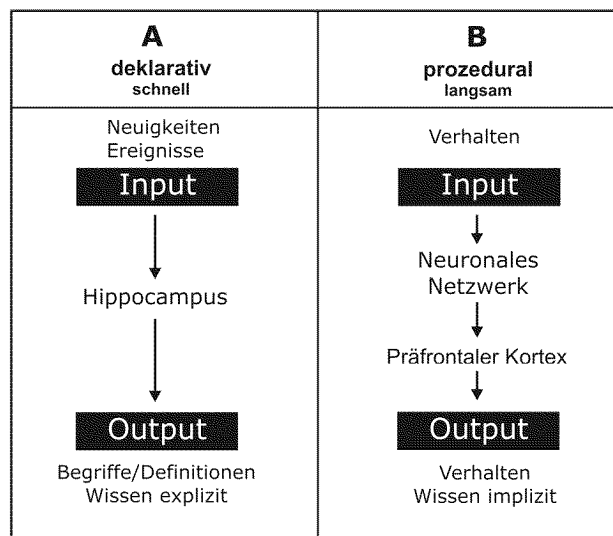 A
deklarativ
schnell
Neuigkeiten
Ereignisse
Input
Hippocampus
Output
Begriffe/Definitionen
Wissen explizit
B
prozedural
langsam
Verhalten
Input
Neuronales
Netzwerk
Präfrontaler Kortex
Output
Verhalten
Wissen implizit